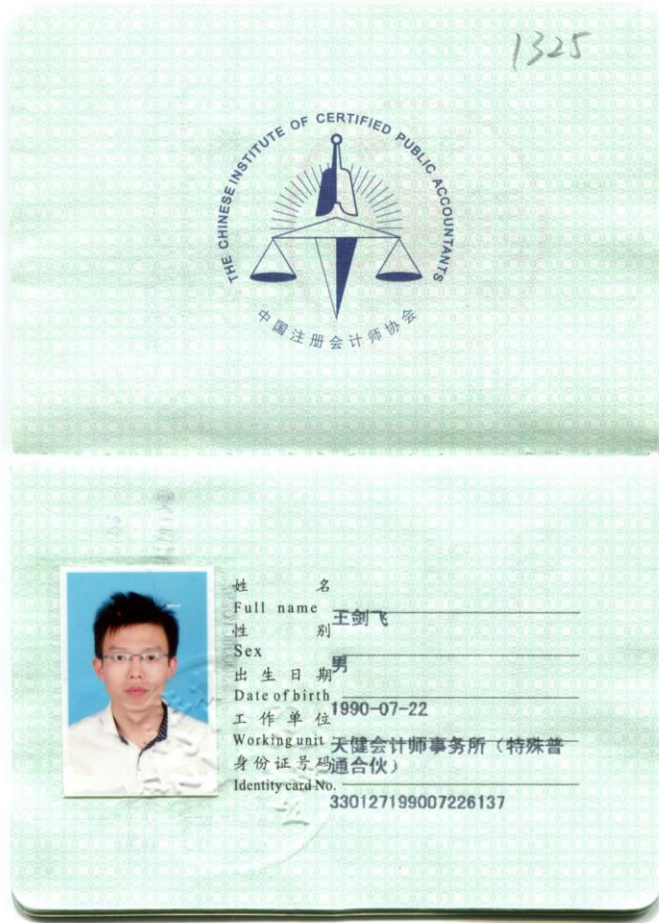 1325
THE CHINESE INSTITUTE OF CERTIFIED PUBLIC ACCOUNTANTS
中国注册会计师协会
姓 名
Full name
王剑飞
性 别
Sex
男
出生日期
Date of birth
1990-07-22
工作单位
Working unit
天健会计师事务所（特殊普
通合伙）
身份证号码
Identity card No.
330127199007226137